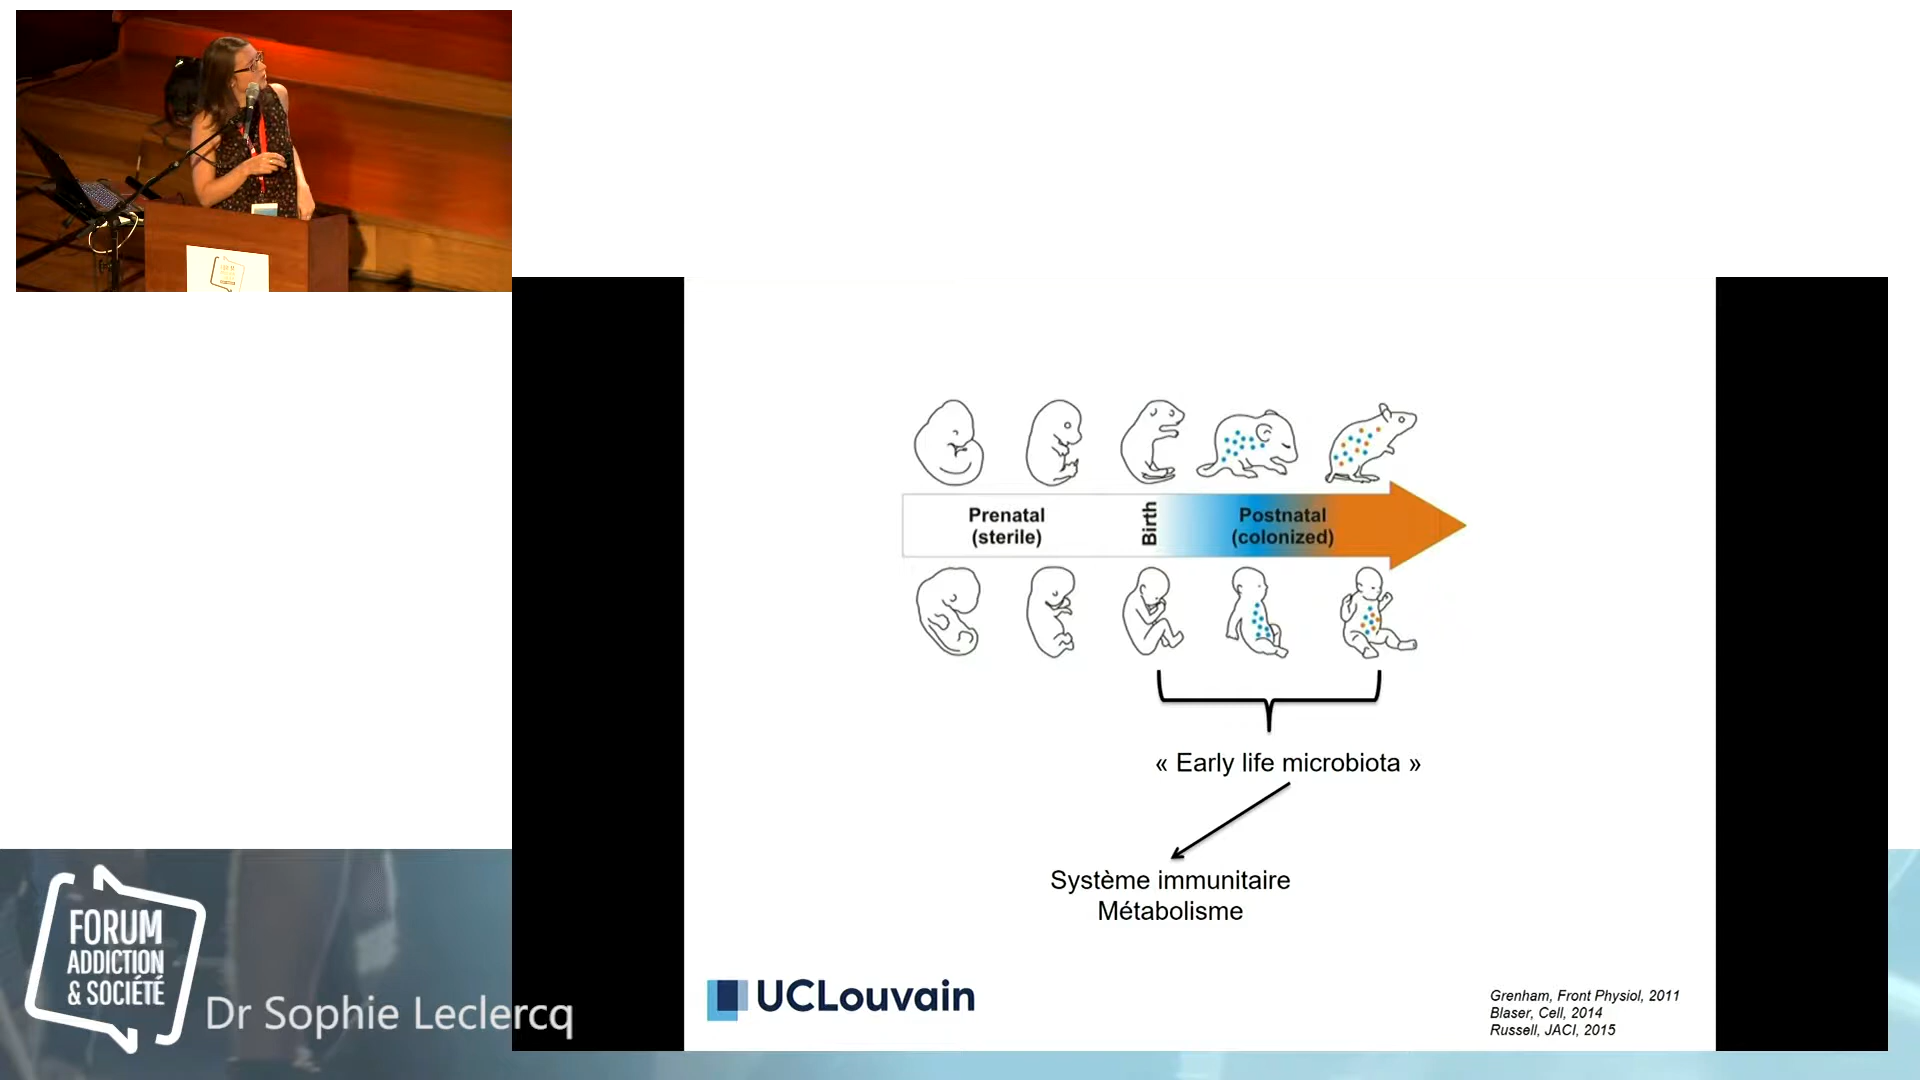 Prenatal
(sterile)
Birth
Postnatal
(colonized)
« Early life microbiota »
Système immunitaire
Métabolisme
UCLouvain
Grenham, Front Physiol, 2011
Blaser, Cell, 2014
Russell, JACI, 2015
FORUM
ADDICTION
& SOCIÉTÉ
Dr Sophie Leclercq